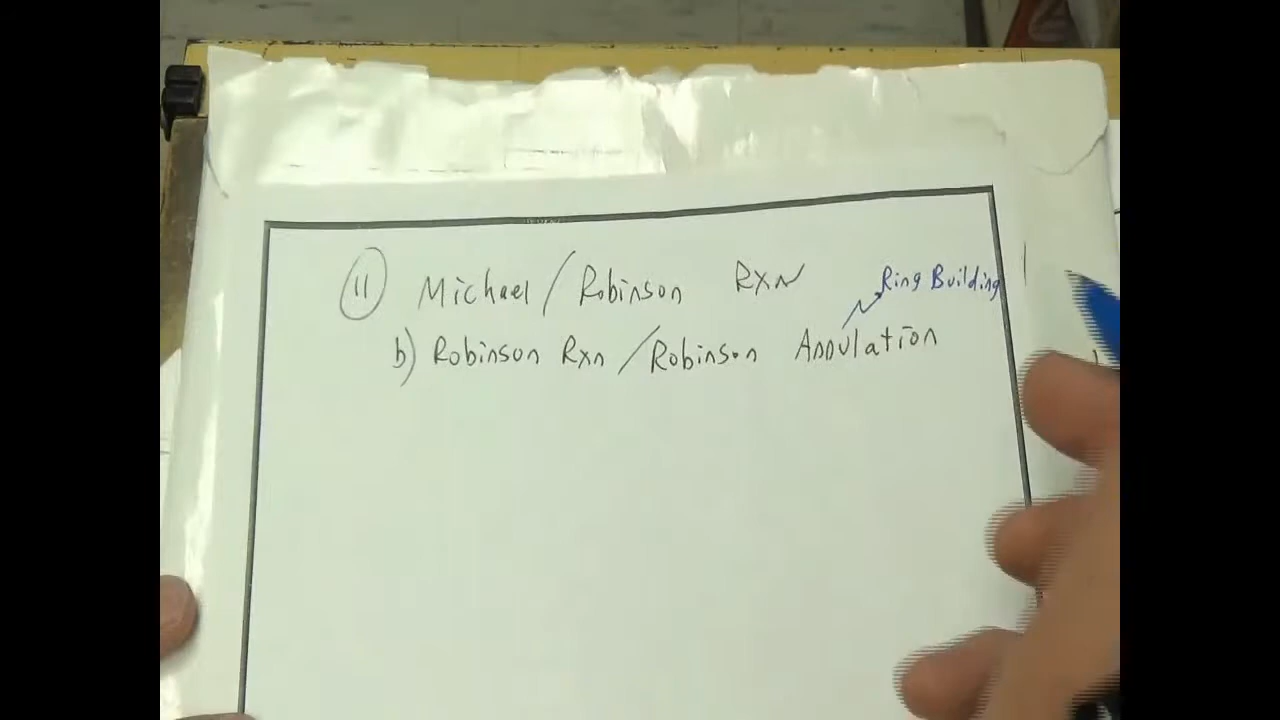 11 Michael / Robinson Rxn
Ring Building
b) Robinson Rxn / Robinson Annulation